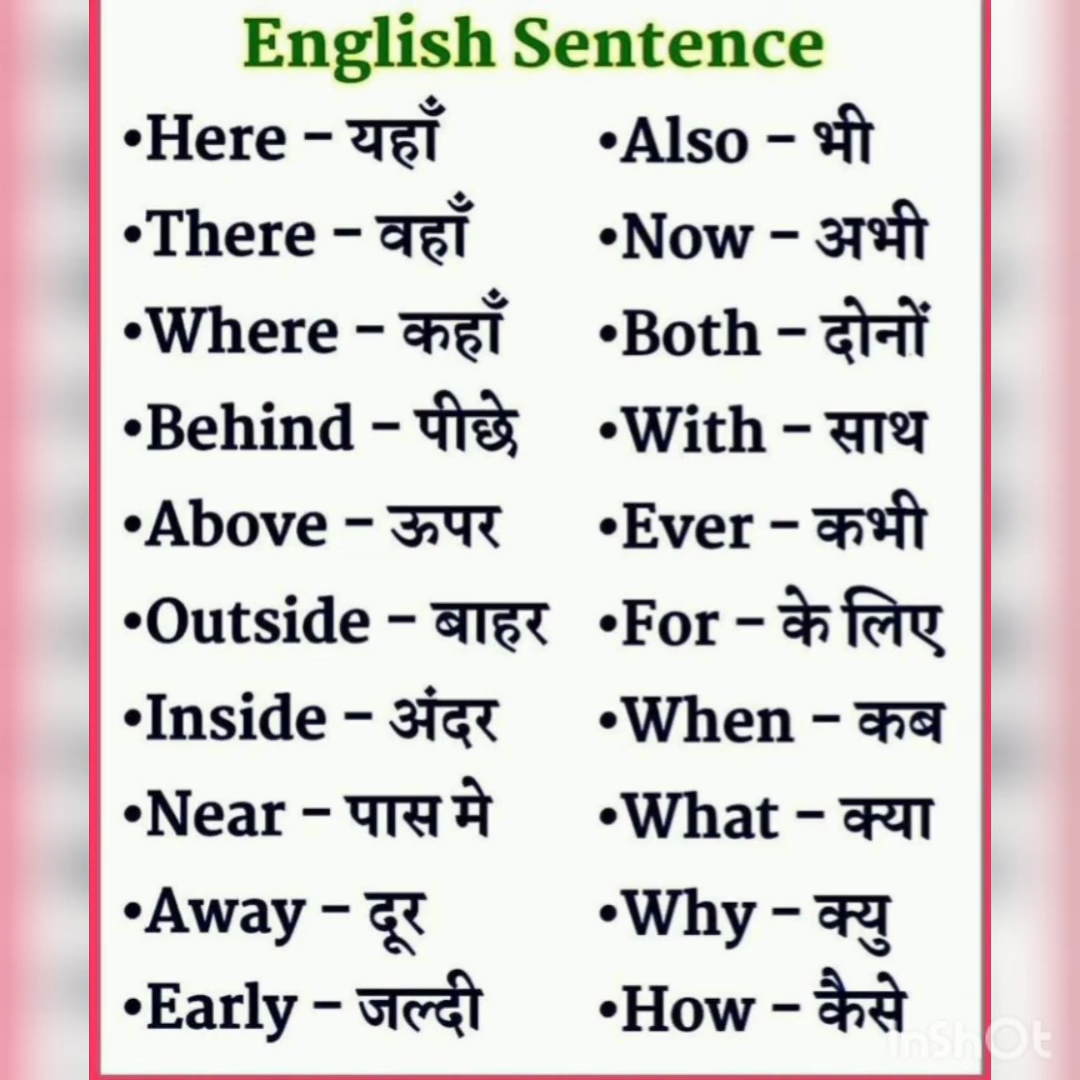 English Sentence
•Here – यहाँ
•There – वहाँ
•Where – कहाँ
•Behind – पीछे
•Above – ऊपर
•Outside – बाहर
•Inside – अंदर
•Near – पास मे
•Away – दूर
•Early – जल्दी
•Also – भी
•Now – अभी
•Both – दोनों
•With – साथ
•Ever – कभी
•For – के लिए
•When – कब
•What – क्या
•Why – क्यु
•How – कैसे
InShOt